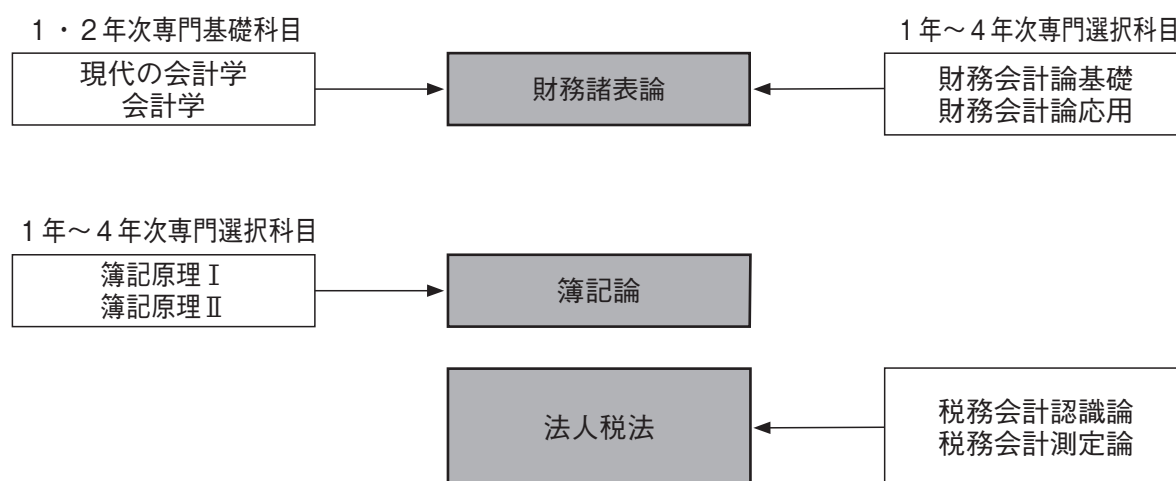 １・２年次専門基礎科目
現代の会計学
会計学
財務諸表論
１年～４年次専門選択科目
財務会計論基礎
財務会計論応用
１年～４年次専門選択科目
簿記原理Ⅰ
簿記原理Ⅱ
簿記論
法人税法
税務会計認識論
税務会計測定論